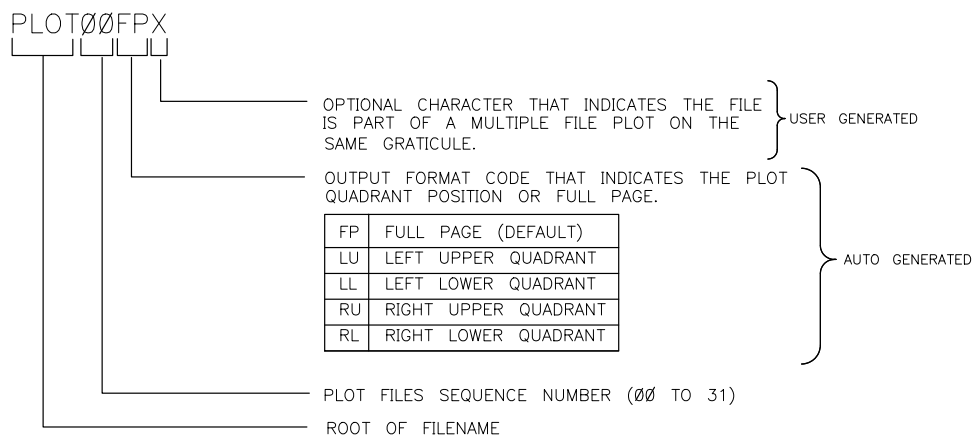 PLOTØØFPX
OPTIONAL CHARACTER THAT INDICATES THE FILE
IS PART OF A MULTIPLE FILE PLOT ON THE
SAME GRATICULE.
USER GENERATED
OUTPUT FORMAT CODE THAT INDICATES THE PLOT
QUADRANT POSITION OR FULL PAGE.
FP FULL PAGE (DEFAULT)
LU LEFT UPPER QUADRANT
LL LEFT LOWER QUADRANT
RU RIGHT UPPER QUADRANT
RL RIGHT LOWER QUADRANT
AUTO GENERATED
PLOT FILES SEQUENCE NUMBER (ØØ TO 31)
ROOT OF FILENAME